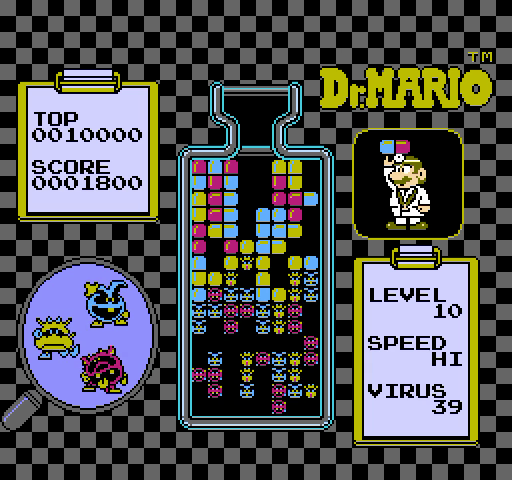 TM
Dr.MARIO
TOP
0010000
SCORE
0001800
LEVEL
10
SPEED
HI
VIRUS
39